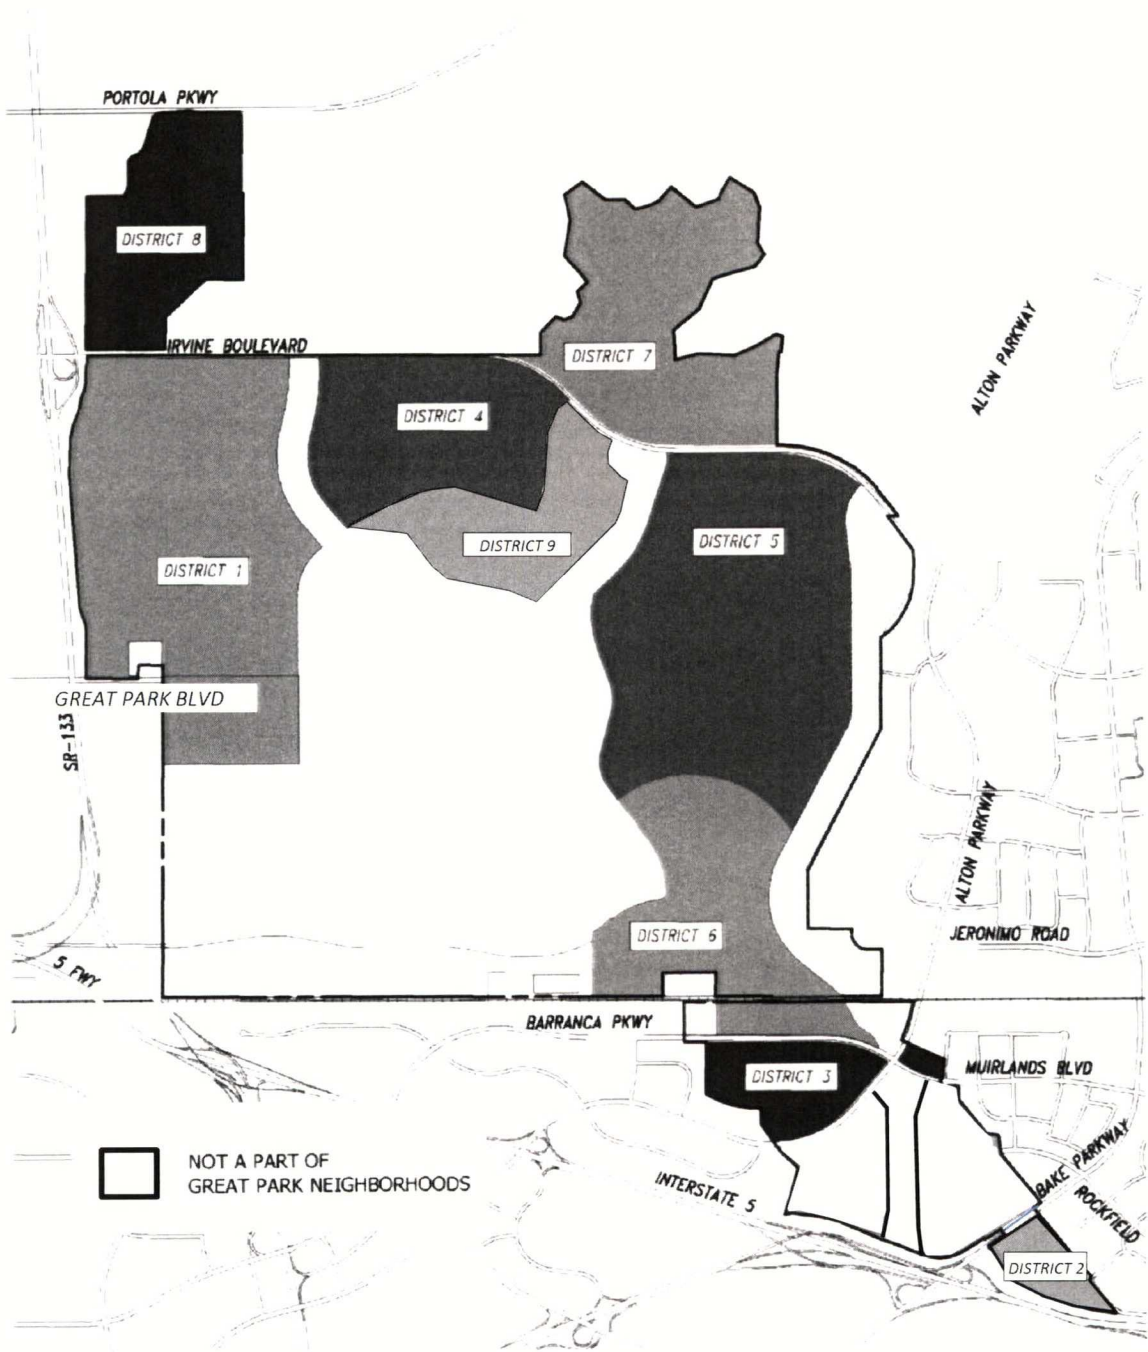 PORTOLA PKWY
DISTRICT 8
IRVINE BOULEVARD
DISTRICT 7
ALTON PARKWAY
DISTRICT 4
DISTRICT 9
DISTRICT 5
DISTRICT 1
GREAT PARK BLVD
SR-133
ALTON PARKWAY
DISTRICT 6
JERONIMO ROAD
5 FWY
BARRANCA PKWY
MUIRLANDS BLVD
DISTRICT 3
NOT A PART OF
GREAT PARK NEIGHBORHOODS
INTERSTATE 5
BAKE PARKWAY
ROCKFIELD
DISTRICT 2